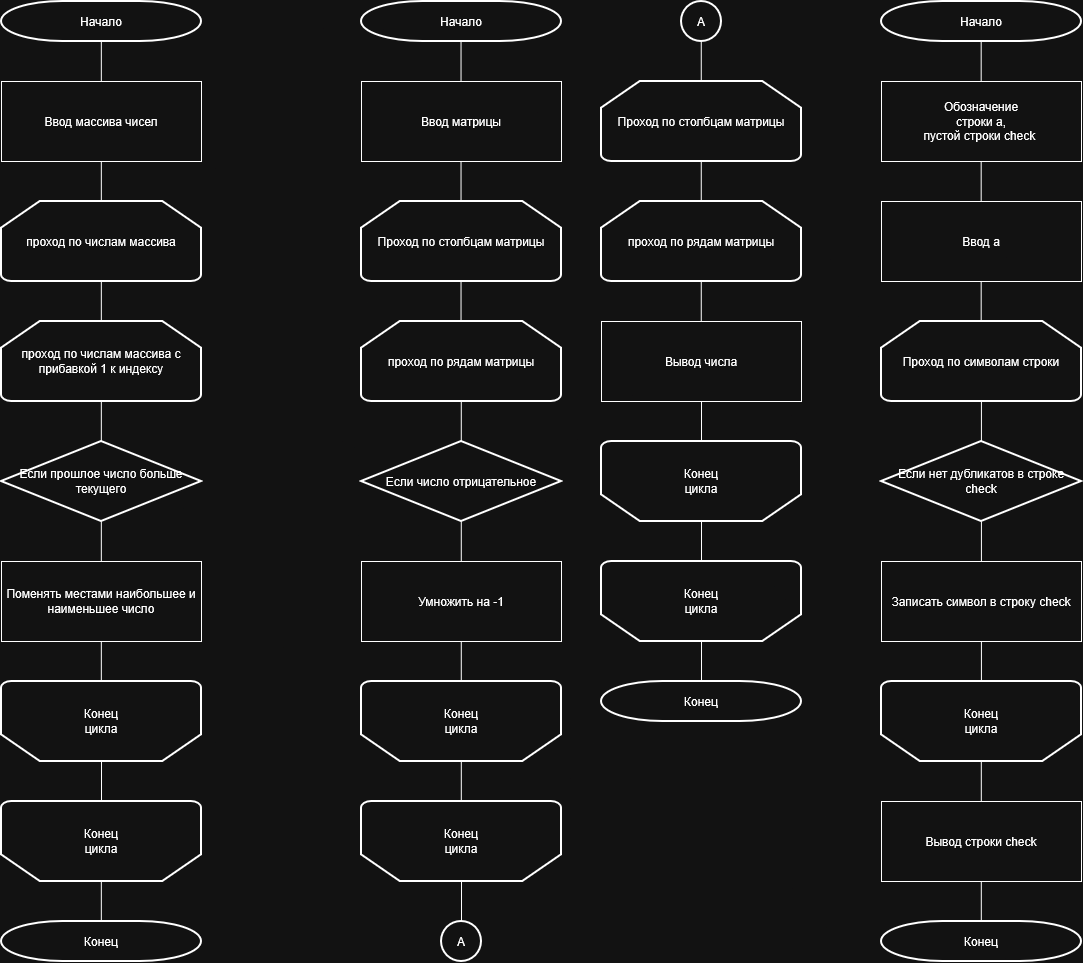 Начало
Ввод массива чисел
проход по числам массива
проход по числам массива с
прибавкой 1 к индексу
Если прошлое число больше
текущего
Поменять местами наибольшее и
наименьшее число
Конец
цикла
Конец
цикла
Конец
Начало
Ввод матрицы
Проход по столбцам матрицы
проход по рядам матрицы
Если число отрицательное
Умножить на -1
Конец
цикла
Конец
цикла
А
А
Проход по столбцам матрицы
проход по рядам матрицы
Вывод числа
Конец
цикла
Конец
цикла
Конец
Начало
Обозначение
строки а,
пустой строки check
Ввод а
Проход по символам строки
Если нет дубликатов в строке
check
Записать символ в строку check
Конец
цикла
Вывод строки check
Конец